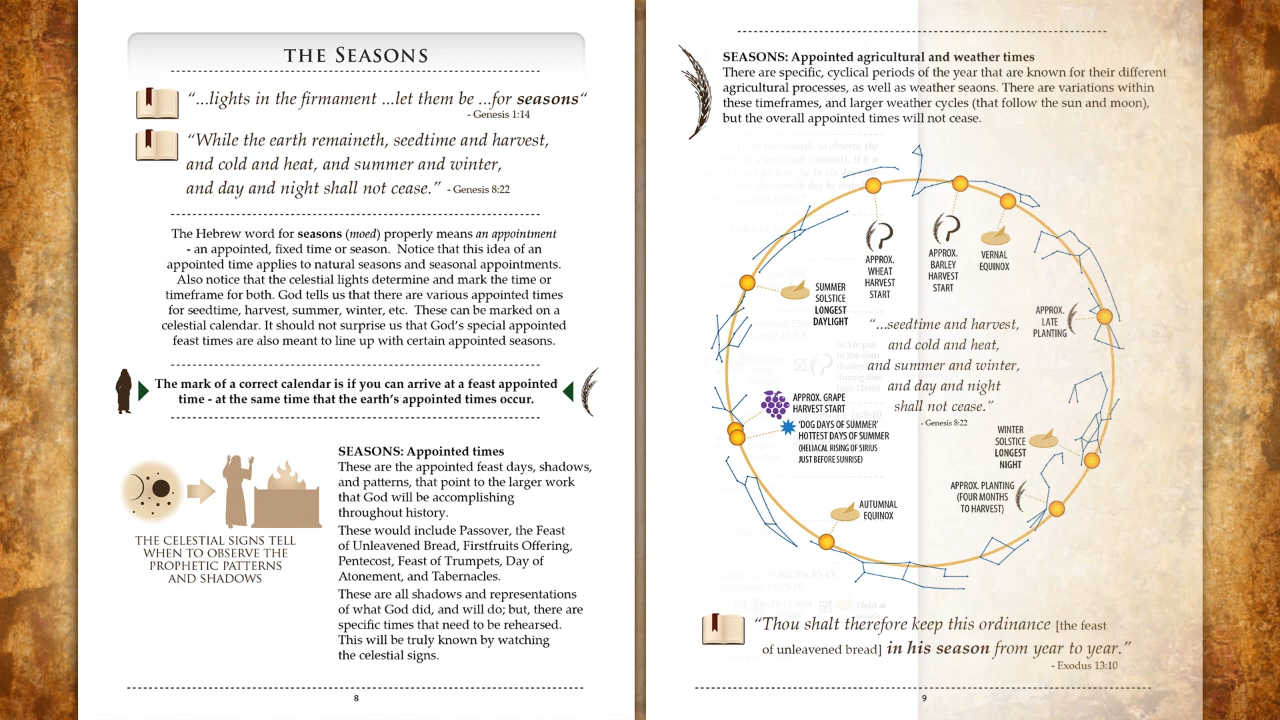 THE SEASONS
“...lights in the firmament ...let them be ...for seasons“
- Genesis 1:14
“While the earth remaineth, seedtime and harvest,
and cold and heat, and summer and winter,
and day and night shall not cease.” - Genesis 8:22
The Hebrew word for seasons (moed) properly means an appointment
- an appointed, fixed time or season. Notice that this idea of an
appointed time applies to natural seasons and seasonal appointments.
Also notice that the celestial lights determine and mark the time or
timeframe for both. God tells us that there are various appointed times
for seedtime, harvest, summer, winter, etc. These can be marked on a
celestial calendar. It should not surprise us that God’s special appointed
feast times are also meant to line up with certain appointed seasons.
The mark of a correct calendar is if you can arrive at a feast appointed
time - at the same time that the earth’s appointed times occur.
THE CELESTIAL SIGNS TELL
WHEN TO OBSERVE THE
PROPHETIC PATTERNS
AND SHADOWS
SEASONS: Appointed times
These are the appointed feast days, shadows,
and patterns, that point to the larger work
that God will be accomplishing
throughout history.
These would include Passover, the Feast
of Unleavened Bread, Firstfruits Offering,
Pentecost, Feast of Trumpets, Day of
Atonement, and Tabernacles.
These are all shadows and representations
of what God did, and will do; but, there are
specific times that need to be rehearsed.
This will be truly known by watching
the celestial signs.
8
SEASONS: Appointed agricultural and weather times
There are specific, cyclical periods of the year that are known for their different
agricultural processes, as well as weather seaons. There are variations within
these timeframes, and larger weather cycles (that follow the sun and moon),
but the overall appointed times will not cease.
APPROX.
WHEAT
HARVEST
START
APPROX.
BARLEY
HARVEST
START
VERNAL
EQUINOX
SUMMER
SOLSTICE
LONGEST
DAYLIGHT
APPROX.
LATE
PLANTING
“...seedtime and harvest,
and cold and heat,
and summer and winter,
and day and night
shall not cease.”
- Genesis 8:22
APPROX. GRAPE
HARVEST START
‘DOG DAYS OF SUMMER’
HOTTEST DAYS OF SUMMER
(HELIACAL RISING OF SIRIUS
JUST BEFORE SUNRISE)
WINTER
SOLSTICE
LONGEST
NIGHT
APPROX. PLANTING
(FOUR MONTHS
TO HARVEST)
AUTUMNAL
EQUINOX
“Thou shalt therefore keep this ordinance [the feast
of unleavened bread] in his season from year to year.”
- Exodus 13:10
9